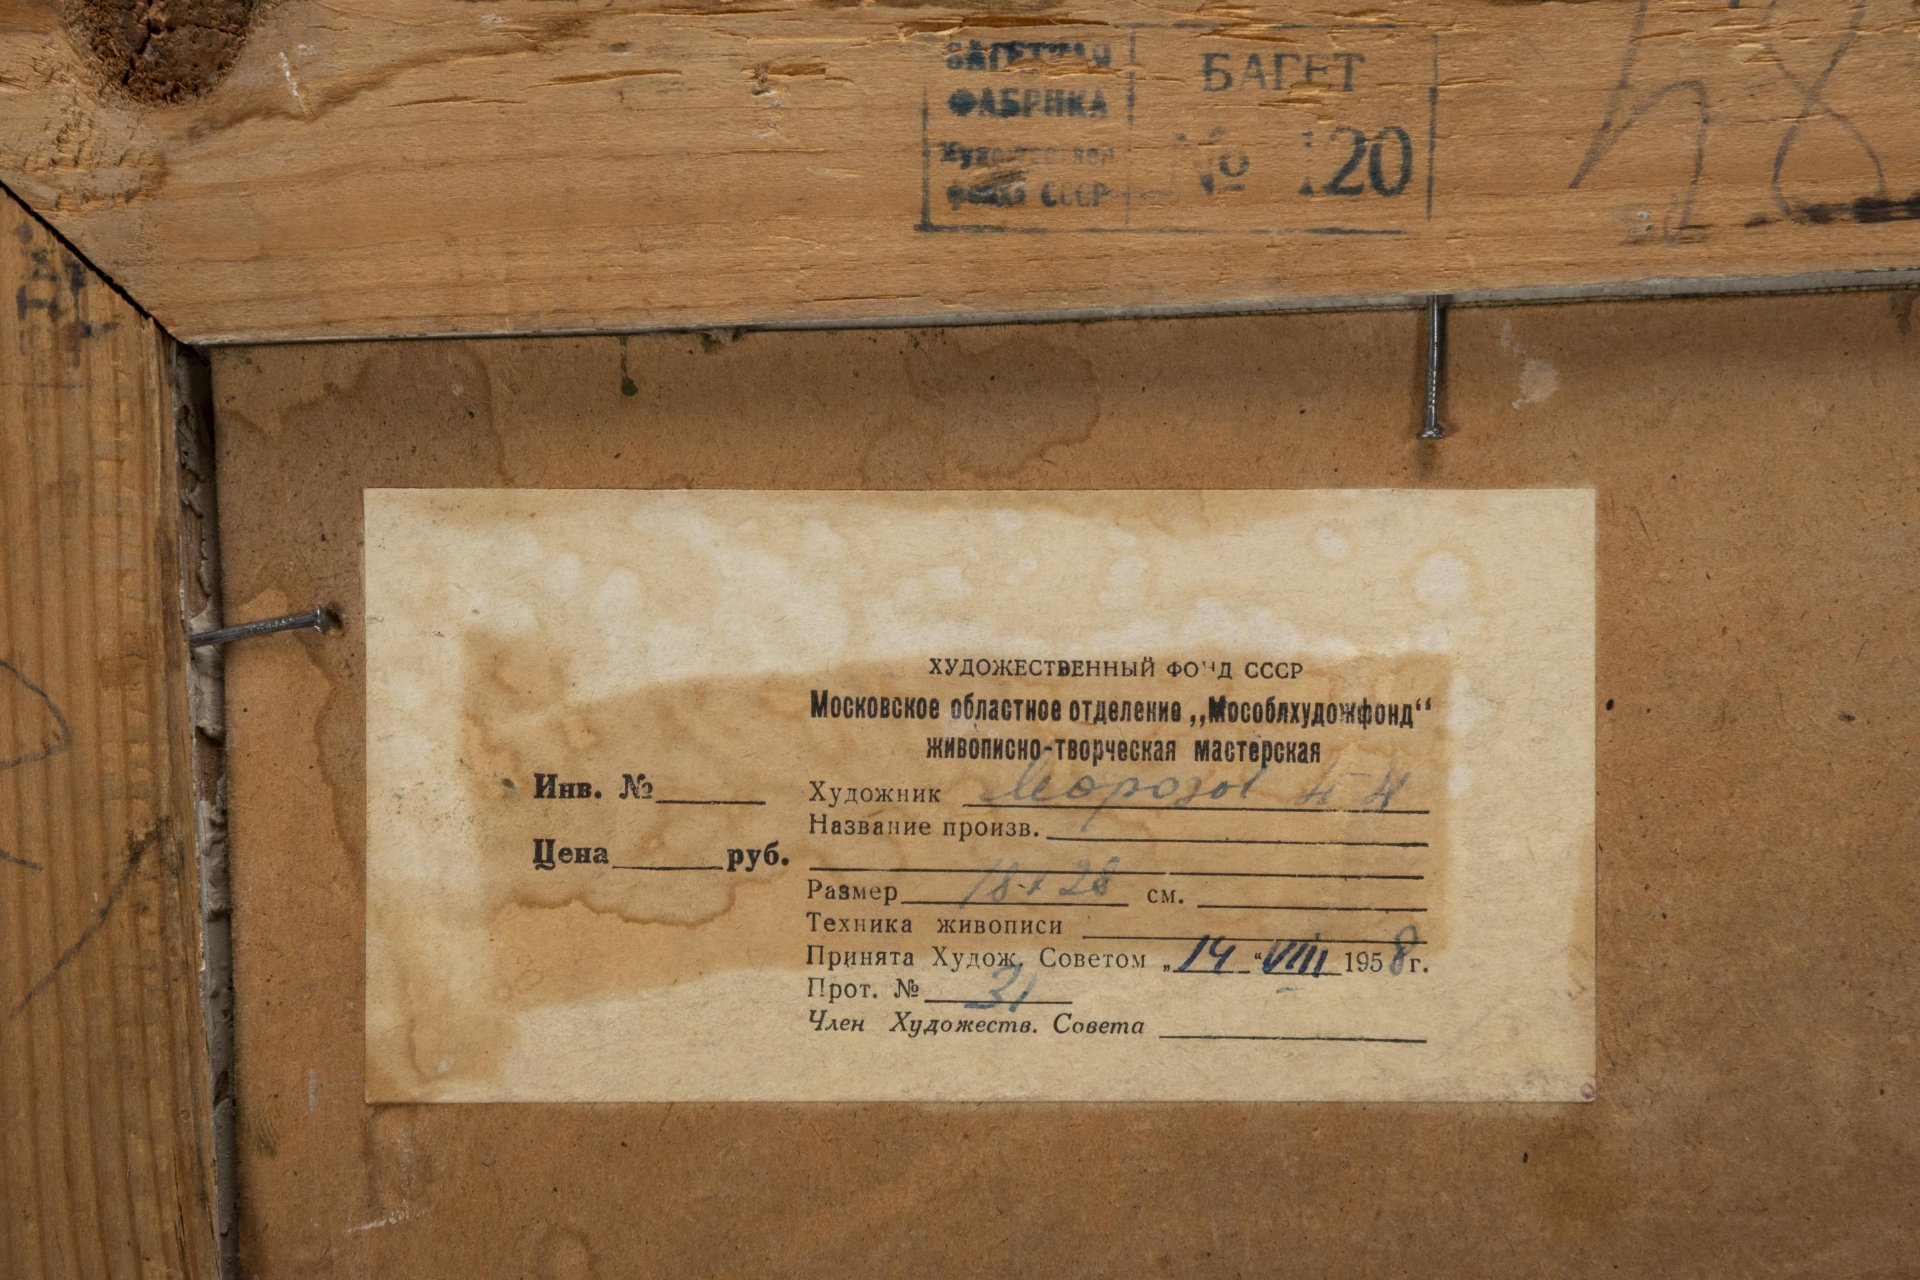 БАГЕТНАЯ
ФАБРИКА
Художествен
фонд СССР
БАГЕТ
№ 120
ХУДОЖЕСТВЕННЫЙ ФОНД СССР
Московское областное отделение „Мособлхудожфонд“
живописно-творческая мастерская
Инв. №
Художник Морозов
Название произв.
Цена руб.
Размер 18 х 28 см.
Техника живописи
Принята Худож. Советом „14“ VIII 1958 г.
Прот. № 31
Член Художеств. Совета